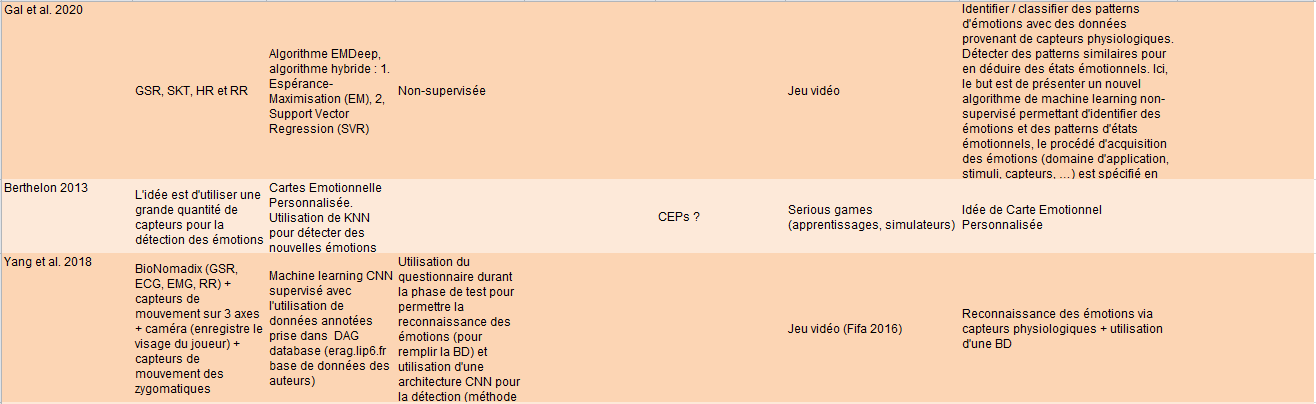 Gal et al. 2020
GSR, SKT, HR et RR
Algorithme EMDeep,
algorithme hybride : 1.
Espérance-
Maximisation (EM), 2,
Support Vector
Regression (SVR)
Non-supervisée
Jeu vidéo
Identifier / classifier des patterns
d'émotions avec des données
provenant de capteurs physiologiques.
Détecter des patterns similaires pour
en déduire des états émotionnels. Ici,
le but est de présenter un nouvel
algorithme de machine learning non-
supervisé permettant d'identifier des
émotions et des patterns d'états
émotionnels, le procédé d'acquisition
des émotions (domaine d'application,
stimuli, capteurs, ...) est spécifié en
Berthelon 2013
L'idée est d'utiliser une
grande quantité de
capteurs pour la
détection des émotions
Cartes Emotionnelle
Personnalisée.
Utilisation de KNN
pour détecter des
nouvelles émotions
CEPs ?
Serious games
(apprentissages, simulateurs)
Idée de Carte Emotionnel
Personnalisée
Yang et al. 2018
BioNomadix (GSR,
ECG, EMG, RR) +
capteurs de
mouvement sur 3 axes
+ caméra (enregistre le
visage du joueur) +
capteurs de
mouvement des
zygomatiques
Machine learning CNN
supervisé avec
l'utilisation de
données annotées
prise dans DAG
database (erag.lip6.fr
base de données des
auteurs)
Utilisation du
questionnaire durant
la phase de test pour
permettre la
reconnaissance des
émotions (pour
remplir la BD) et
utilisation d'une
architecture CNN pour
la détection (méthode
Jeu vidéo (Fifa 2016)
Reconnaissance des émotions via
capteurs physiologiques + utilisation
d'une BD